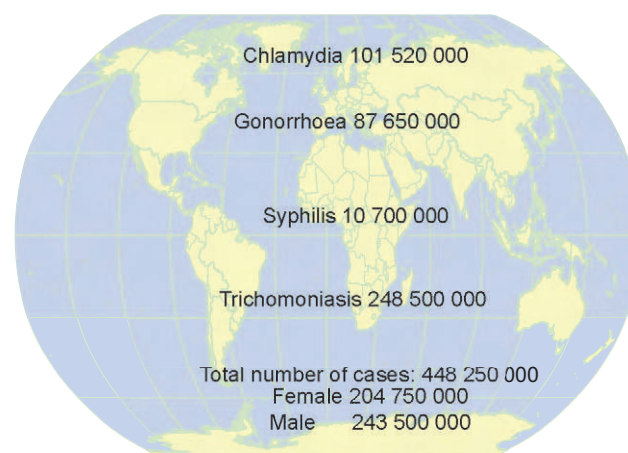 Chlamydia 101 520 000
Gonorrhoea 87 650 000
Syphilis 10 700 000
Trichomoniasis 248 500 000
Total number of cases: 448 250 000
Female 204 750 000
Male 243 500 000